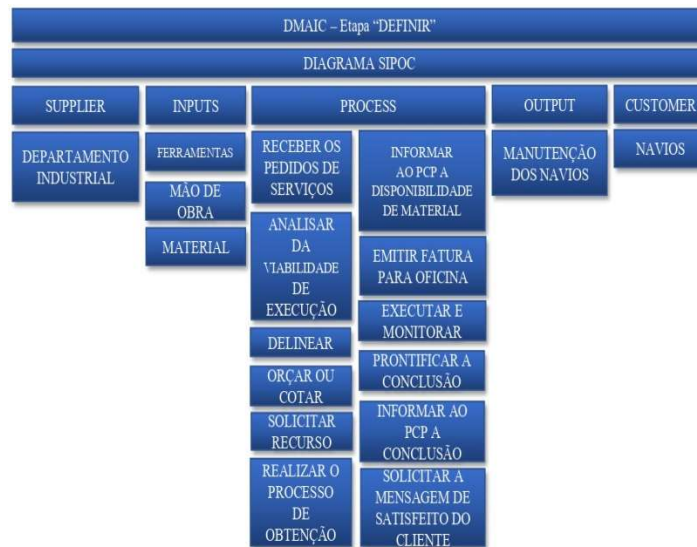 DMAIC – Etapa “DEFINIR”
DIAGRAMA SIPOC
SUPPLIER
DEPARTAMENTO
INDUSTRIAL
INPUTS
FERRAMENTAS
MÃO DE
OBRA
MATERIAL
PROCESS
RECEBER OS
PEDIDOS DE
SERVIÇOS
ANALISAR
DA
VIABILIDADE
DE
EXECUÇÃO
DELINEAR
ORÇAR OU
COTAR
SOLICITAR
RECURSO
REALIZAR O
PROCESSO
DE
OBTENÇÃO
INFORMAR
AO PCP A
DISPONIBILIDADE
DE MATERIAL
EMITIR FATURA
PARA OFICINA
EXECUTAR E
MONITORAR
PRONTIFICAR A
CONCLUSÃO
INFORMAR AO
PCP A
CONCLUSÃO
SOLICITAR A
MENSAGEM DE
SATISFEITO DO
CLIENTE
OUTPUT
MANUTENÇÃO
DOS NAVIOS
CUSTOMER
NAVIOS